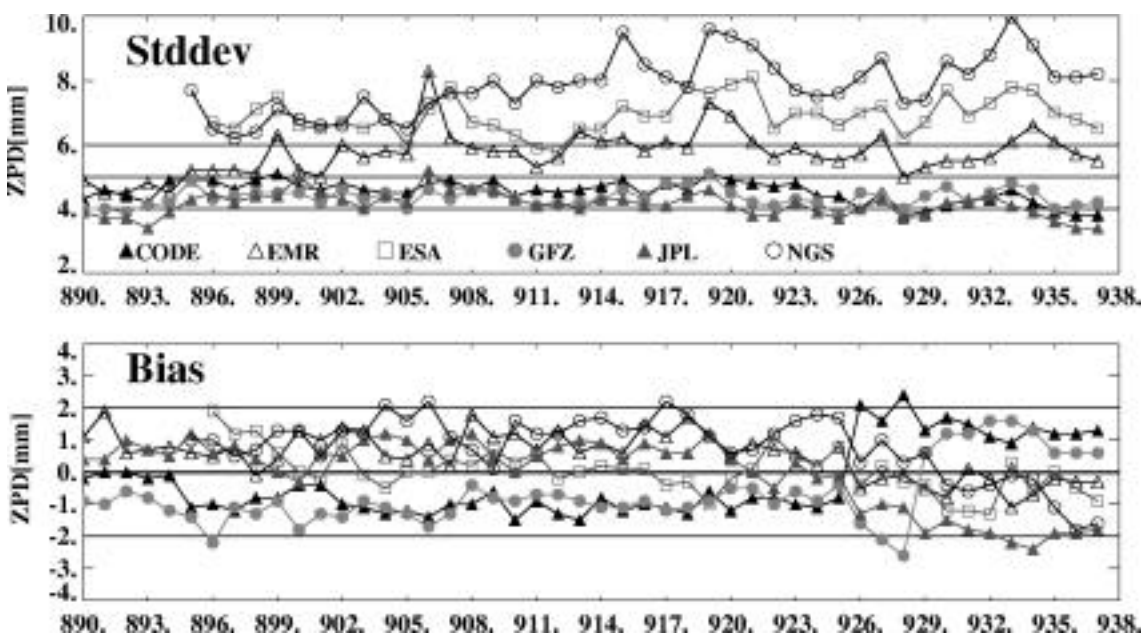 10.
Stddev
8.
6.
4.
2.
ZPD[mm]
CODE EMR ESA GFZ JPL NGS
890. 893. 896. 899. 902. 905. 908. 911. 914. 917. 920. 923. 926. 929. 932. 935. 938.
4.
Bias
3.
2.
1.
0.
-1.
-2.
-3.
-4.
ZPD[mm]
890. 893. 896. 899. 902. 905. 908. 911. 914. 917. 920. 923. 926. 929. 932. 935. 938.